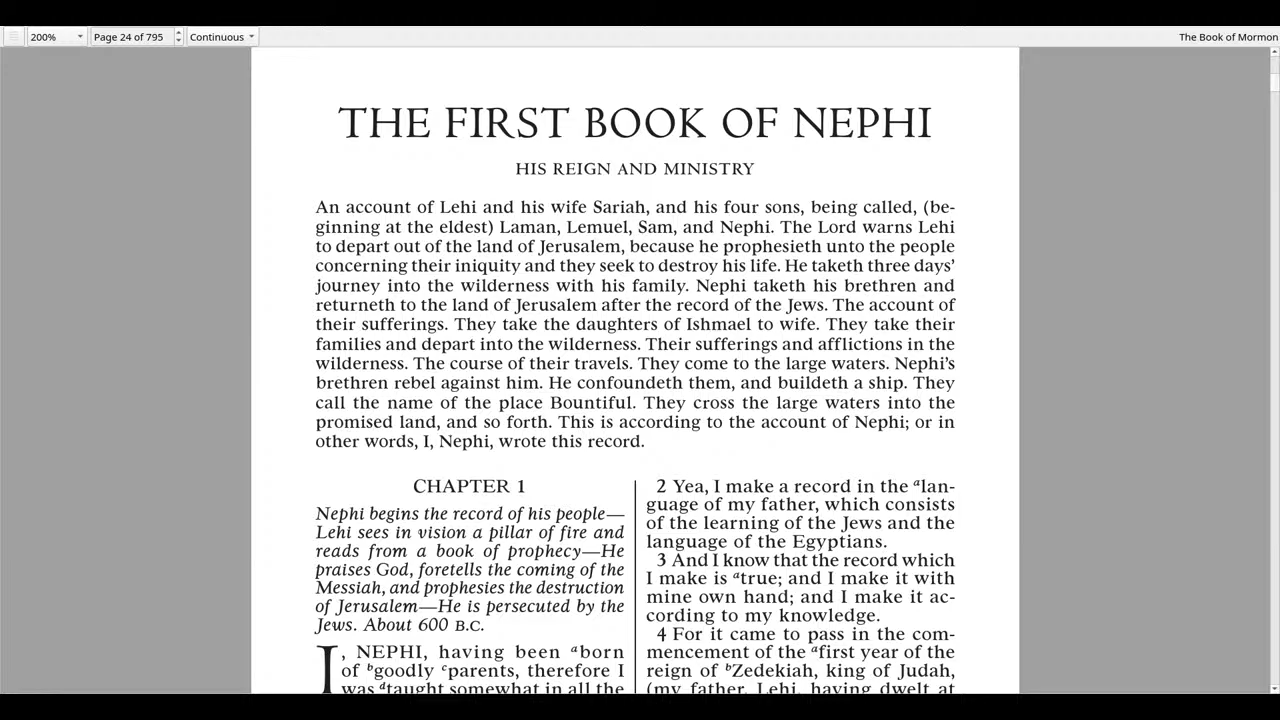 200%
Page 24 of 795
Continuous
The Book of Mormon
THE FIRST BOOK OF NEPHI
HIS REIGN AND MINISTRY
An account of Lehi and his wife Sariah, and his four sons, being called, (be-
ginning at the eldest) Laman, Lemuel, Sam, and Nephi. The Lord warns Lehi
to depart out of the land of Jerusalem, because he prophesieth unto the people
concerning their iniquity and they seek to destroy his life. He taketh three days’
journey into the wilderness with his family. Nephi taketh his brethren and
returneth to the land of Jerusalem after the record of the Jews. The account of
their sufferings. They take the daughters of Ishmael to wife. They take their
families and depart into the wilderness. Their sufferings and afflictions in the
wilderness. The course of their travels. They come to the large waters. Nephi’s
brethren rebel against him. He confoundeth them, and buildeth a ship. They
call the name of the place Bountiful. They cross the large waters into the
promised land, and so forth. This is according to the account of Nephi; or in
other words, I, Nephi, wrote this record.
CHAPTER 1
Nephi begins the record of his people—
Lehi sees in vision a pillar of fire and
reads from a book of prophecy—He
praises God, foretells the coming of the
Messiah, and prophesies the destruction
of Jerusalem—He is persecuted by the
Jews. About 600 B.C.
I, NEPHI, having been aborn
of bgoodly cparents, therefore I
was dtaught somewhat in all the
2 Yea, I make a record in the alan-
guage of my father, which consists
of the learning of the Jews and the
language of the Egyptians.
3 And I know that the record which
I make is atrue; and I make it with
mine own hand; and I make it ac-
cording to my knowledge.
4 For it came to pass in the com-
mencement of the afirst year of the
reign of bZedekiah, king of Judah,
(my father, Lehi, having dwelt at